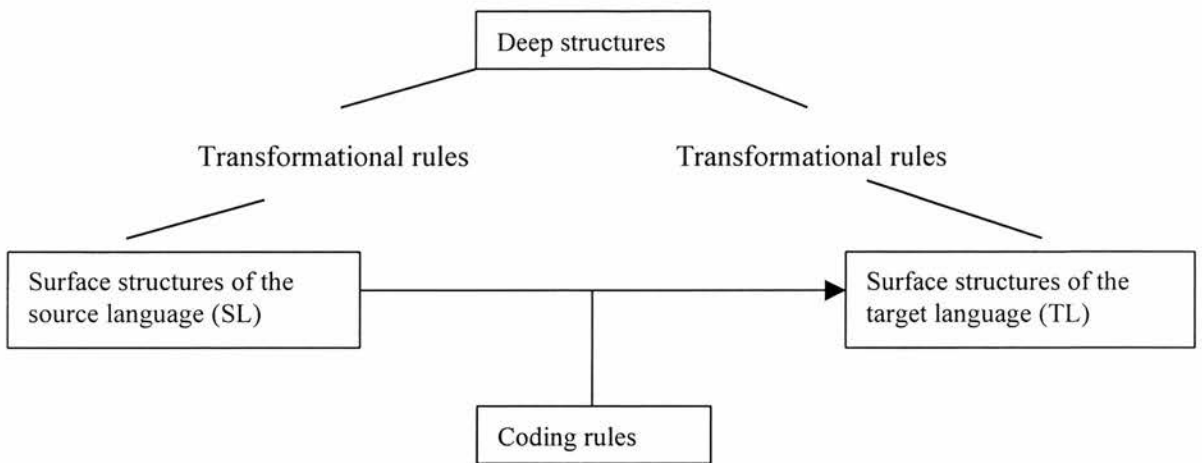 Deep structures
Transformational rules
Transformational rules
Surface structures of the
source language (SL)
Surface structures of the
target language (TL)
Coding rules